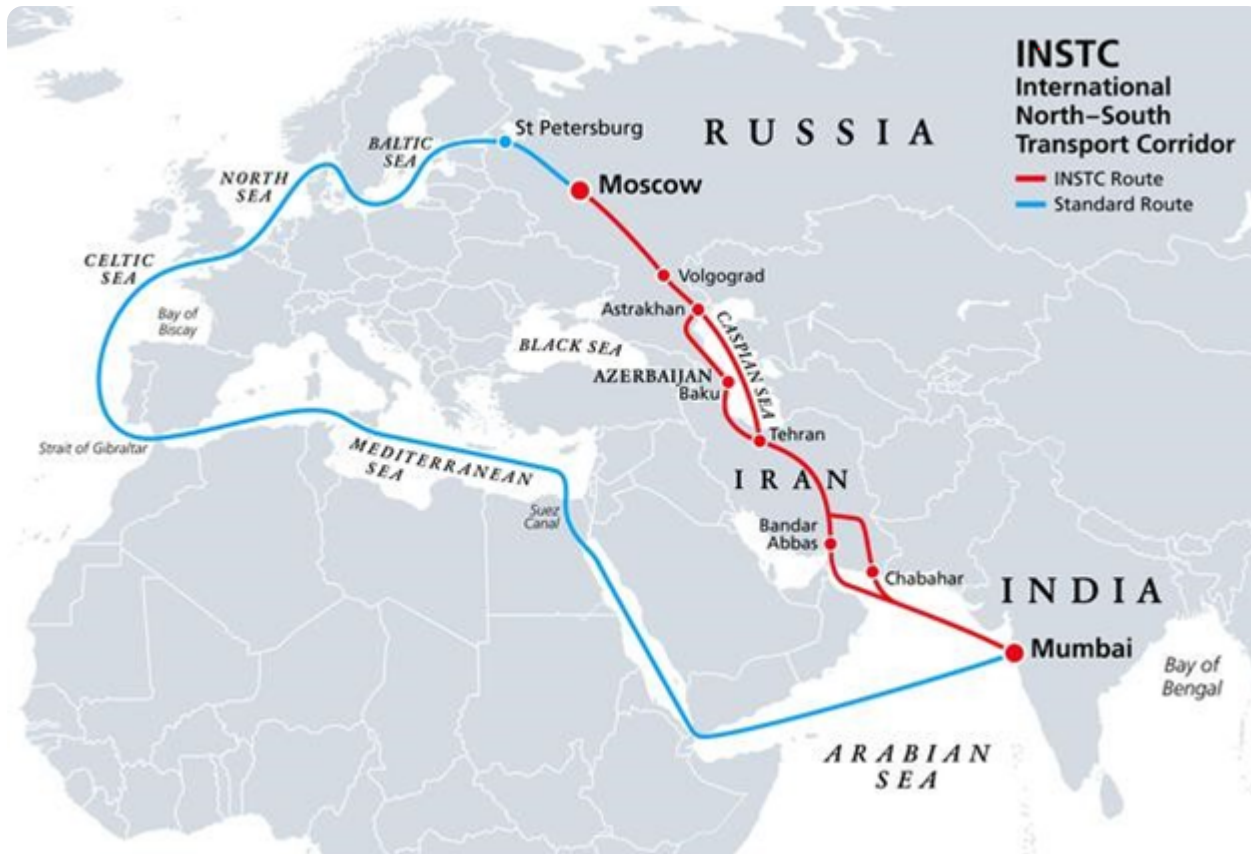 INSTC
International
North–South
Transport Corridor
INSTC Route
Standard Route
RUSSIA
St Petersburg
BALTIC
SEA
Moscow
NORTH
SEA
CELTIC
SEA
Volgograd
Astrakhan
Bay of
Biscay
CASPIAN SEA
BLACK SEA
AZERBAIJAN
Baku
Tehran
Strait of Gibraltar
MEDITERRANEAN
SEA
IRAN
Suez
Canal
Bandar
Abbas
Chabahar
INDIA
Mumbai
Bay of
Bengal
ARABIAN
SEA